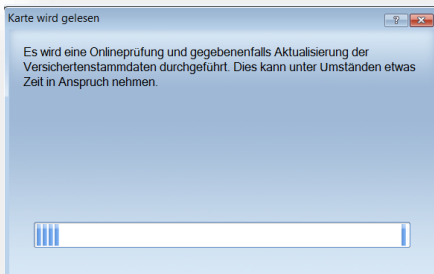 Karte wird gelesen
Es wird eine Onlineprüfung und gegebenenfalls Aktualisierung der
Versichertenstammdaten durchgeführt. Dies kann unter Umständen etwas
Zeit in Anspruch nehmen.